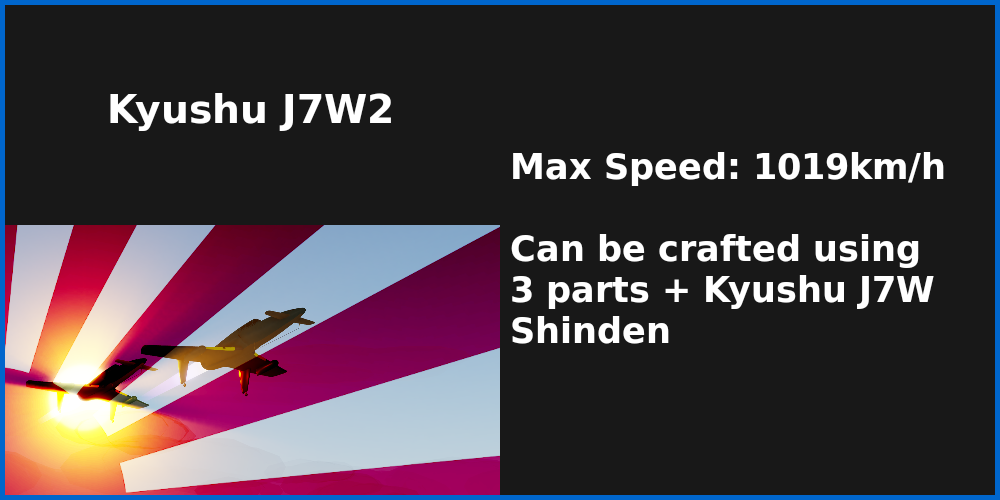 Kyushu J7W2
Max Speed: 1019km/h
Can be crafted using
3 parts + Kyushu J7W
Shinden